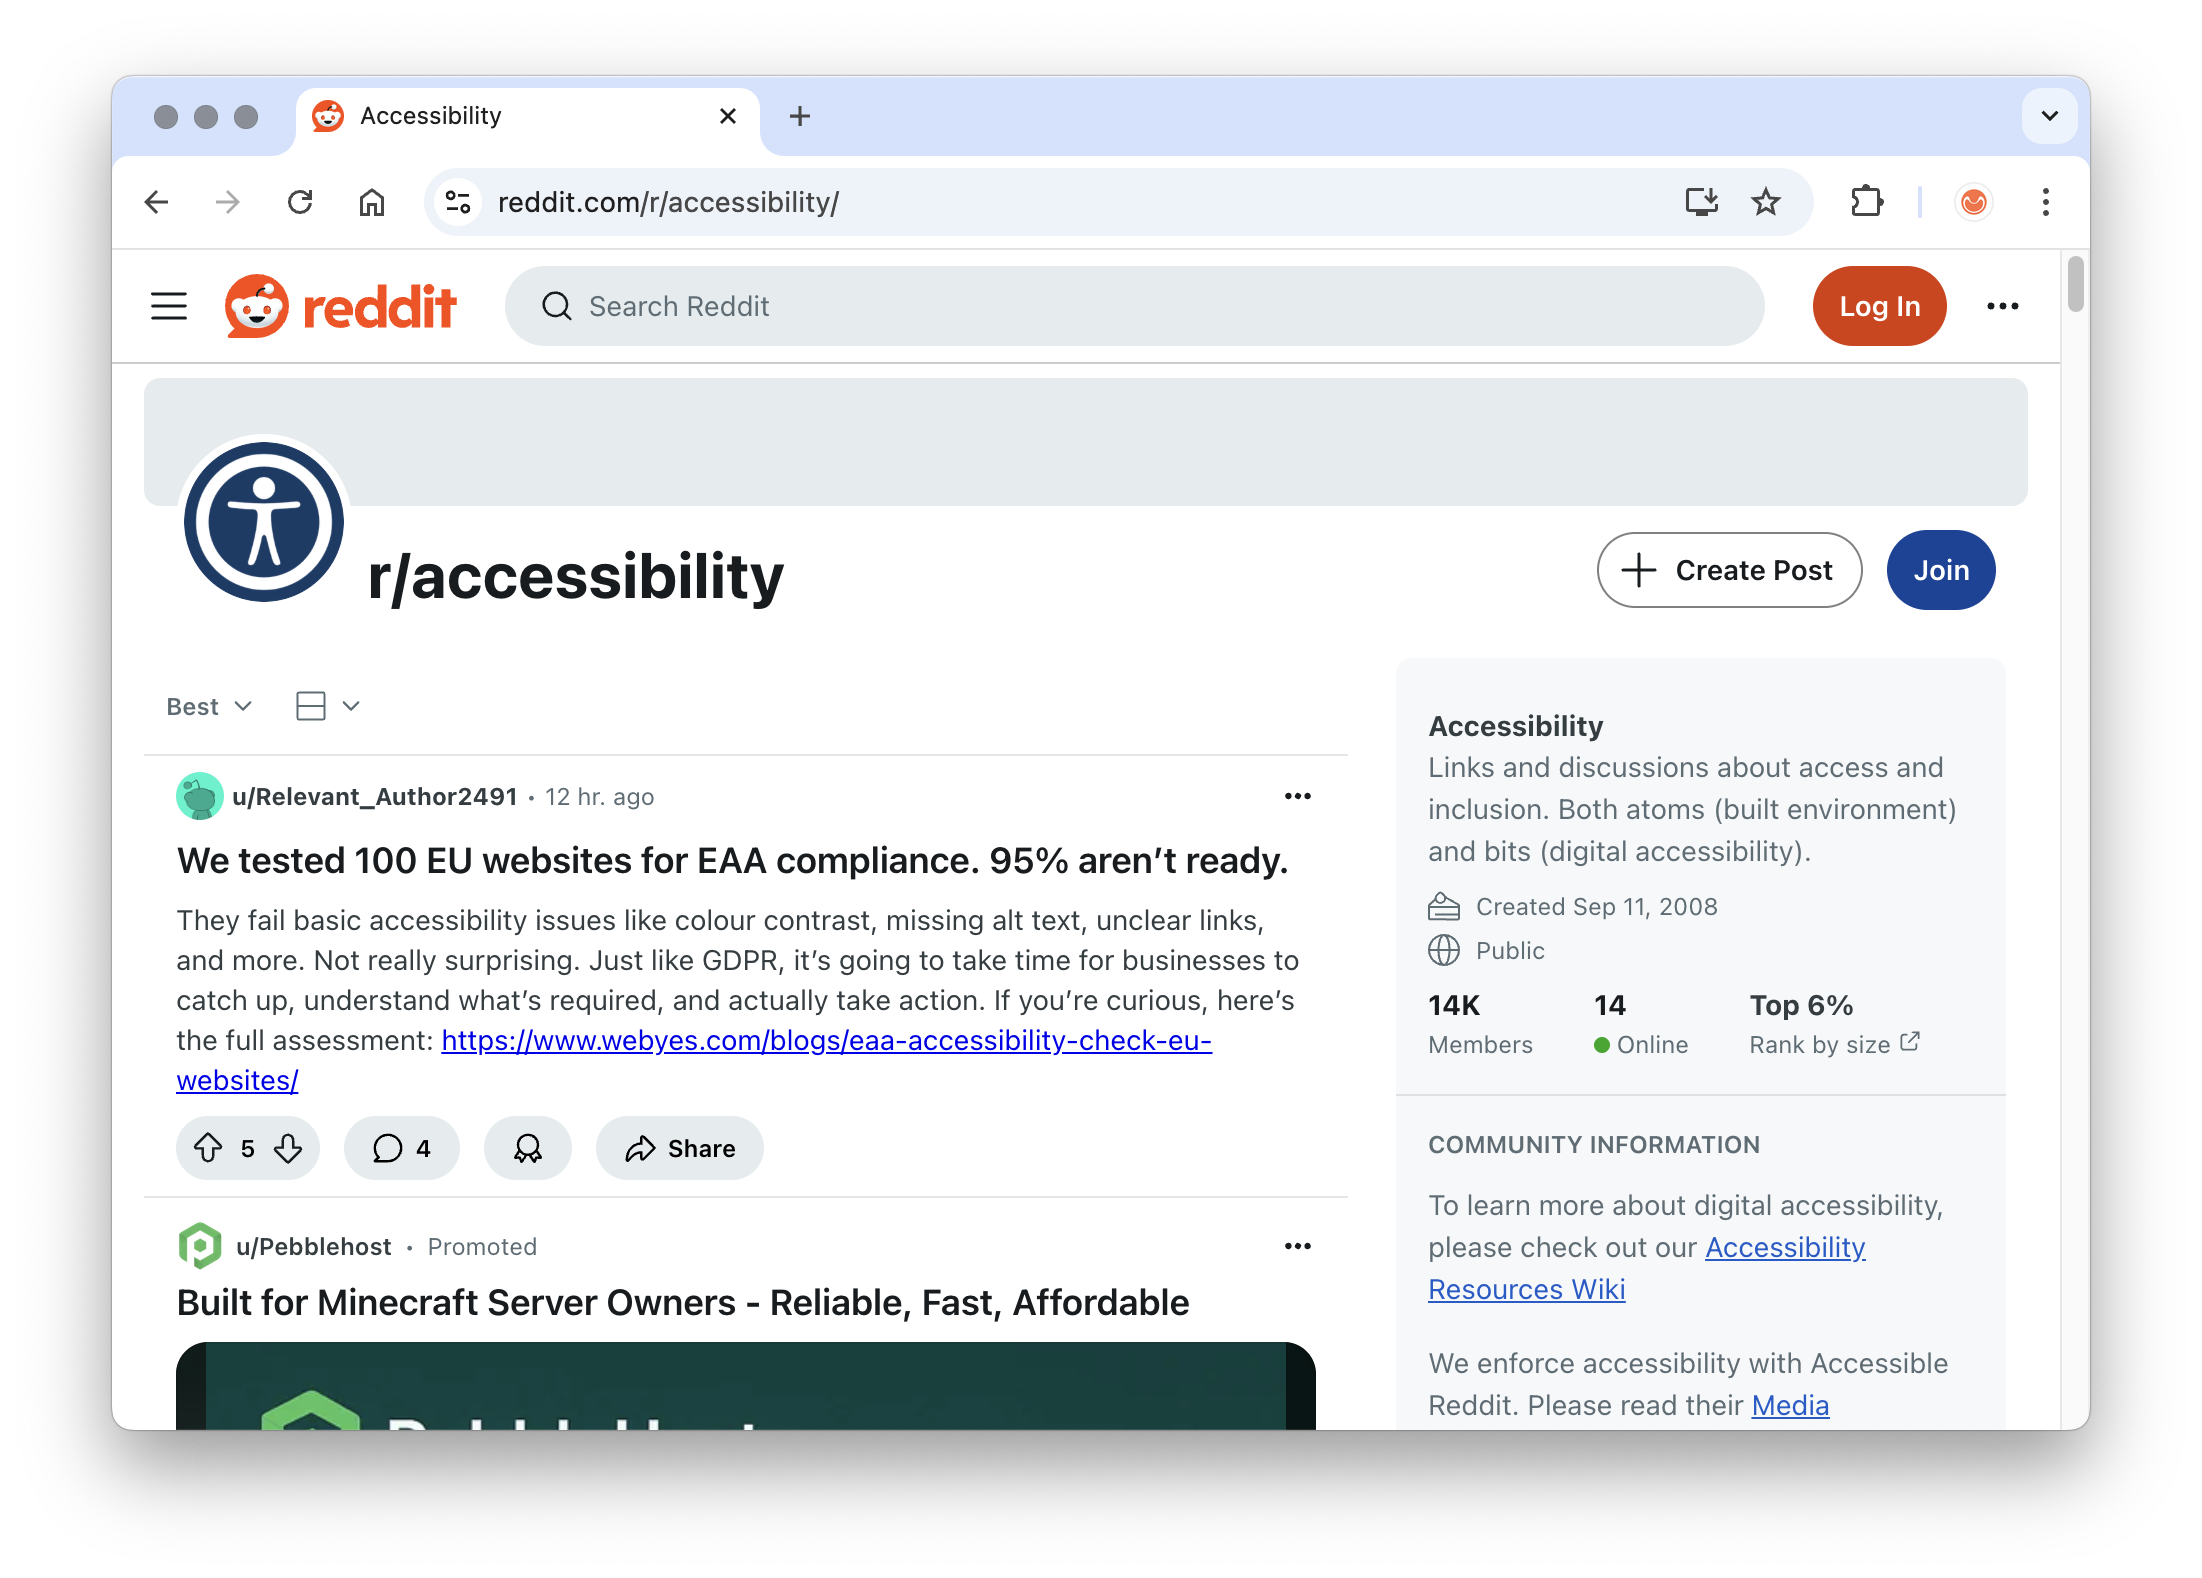 Accessibility
reddit.com/r/accessibility/
reddit
Search Reddit
Log In
r/accessibility
Create Post
Join
Best
u/Relevant_Author2491 • 12 hr. ago
We tested 100 EU websites for EAA compliance. 95% aren’t ready.
They fail basic accessibility issues like colour contrast, missing alt text, unclear links,
and more. Not really surprising. Just like GDPR, it’s going to take time for businesses to
catch up, understand what’s required, and actually take action. If you’re curious, here’s
the full assessment: https://www.webyes.com/blogs/eaa-accessibility-check-eu-
websites/
5
4
Share
u/Pebblehost • Promoted
Built for Minecraft Server Owners - Reliable, Fast, Affordable
Accessibility
Links and discussions about access and
inclusion. Both atoms (built environment)
and bits (digital accessibility).
Created Sep 11, 2008
Public
14K
Members
14
Online
Top 6%
Rank by size
COMMUNITY INFORMATION
To learn more about digital accessibility,
please check out our Accessibility
Resources Wiki
We enforce accessibility with Accessible
Reddit. Please read their Media